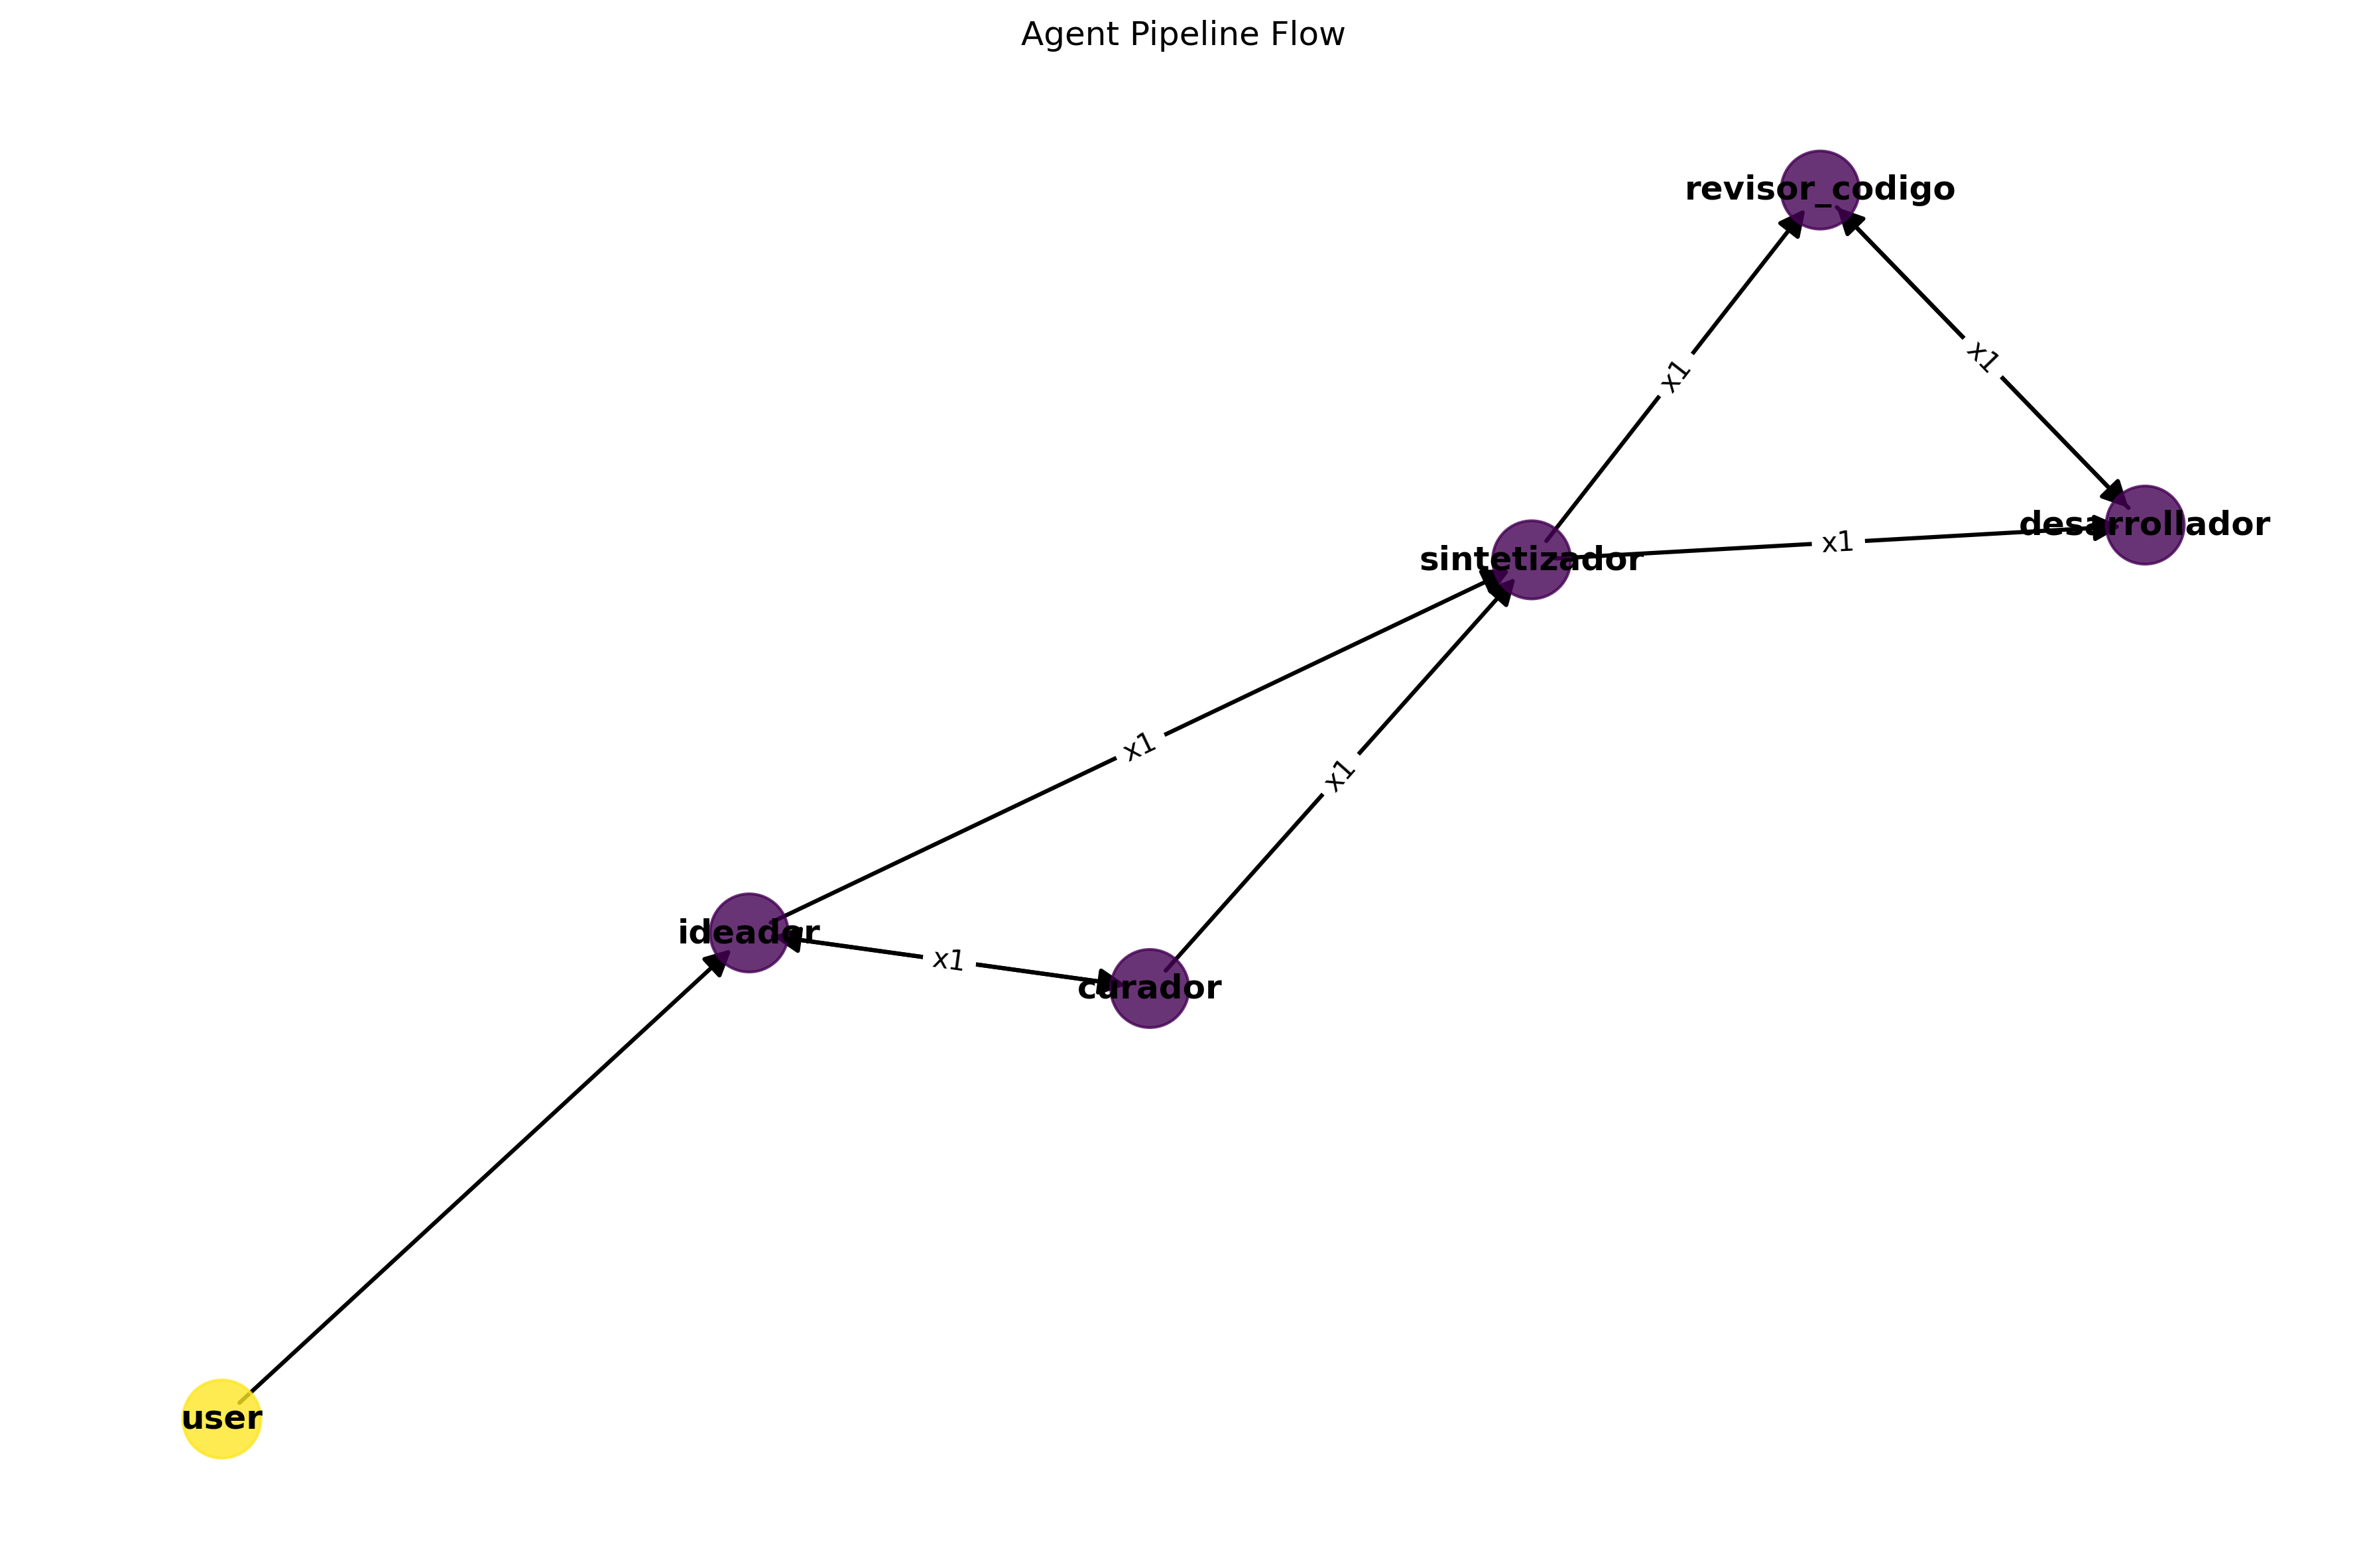 Agent Pipeline Flow
revisor_codigo
x1
x1
desarrollador
x1
sintetizador
x1
x1
ideador
x1
curador
user